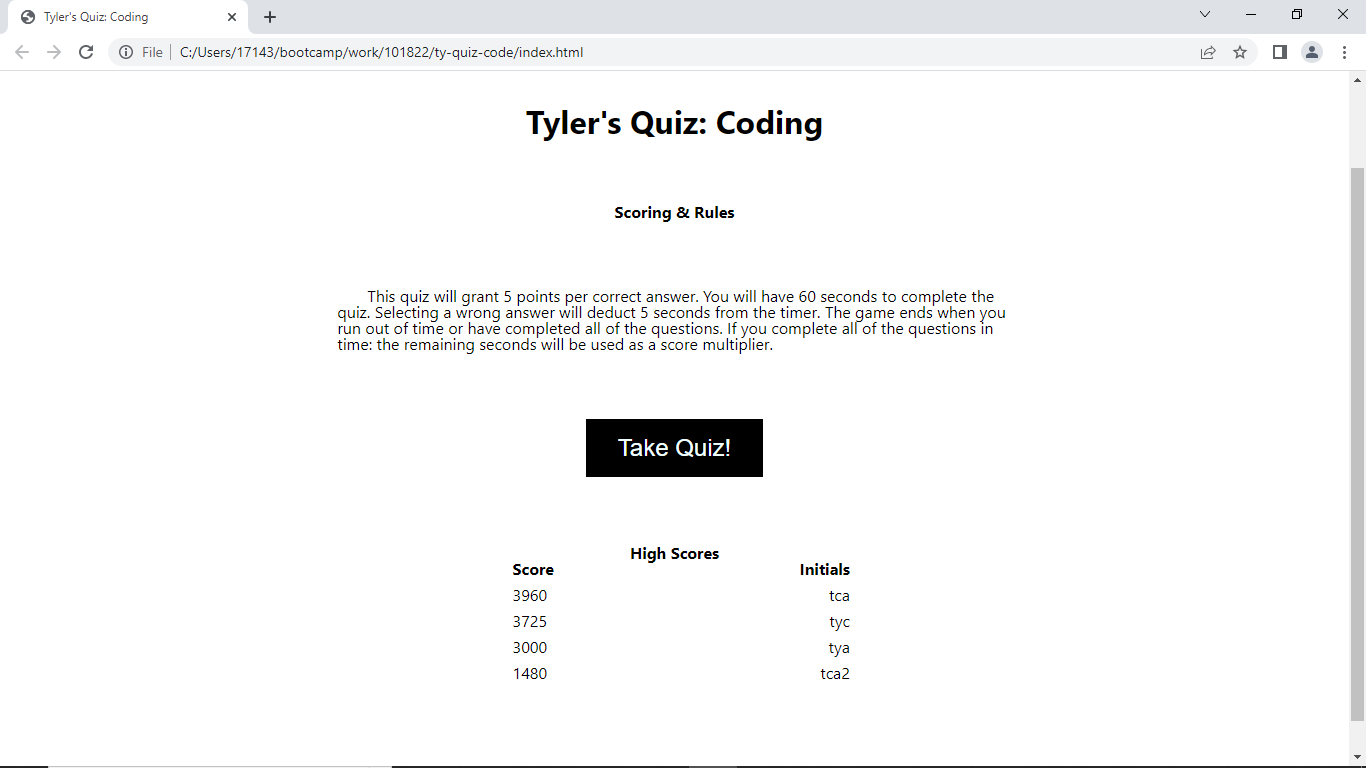 Tyler's Quiz: Coding
File
C:/Users/17143/bootcamp/work/101822/ty-quiz-code/index.html
Tyler's Quiz: Coding
Scoring & Rules
This quiz will grant 5 points per correct answer. You will have 60 seconds to complete the
quiz. Selecting a wrong answer will deduct 5 seconds from the timer. The game ends when you
run out of time or have completed all of the questions. If you complete all of the questions in
time: the remaining seconds will be used as a score multiplier.
Take Quiz!
High Scores
Score Initials
3960 tca
3725 tyc
3000 tya
1480 tca2